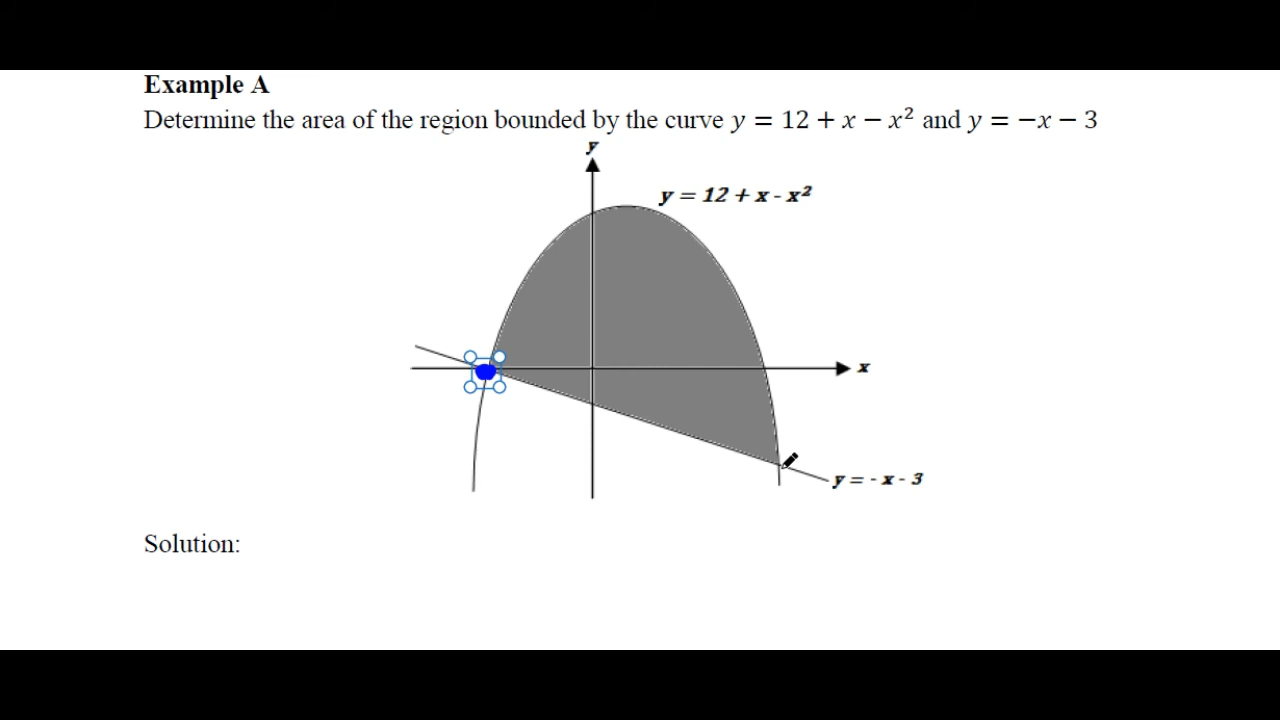 Example A
Determine the area of the region bounded by the curve y = 12 + x − x² and y = −x − 3
y
y = 12 + x - x²
x
y = - x - 3
Solution: